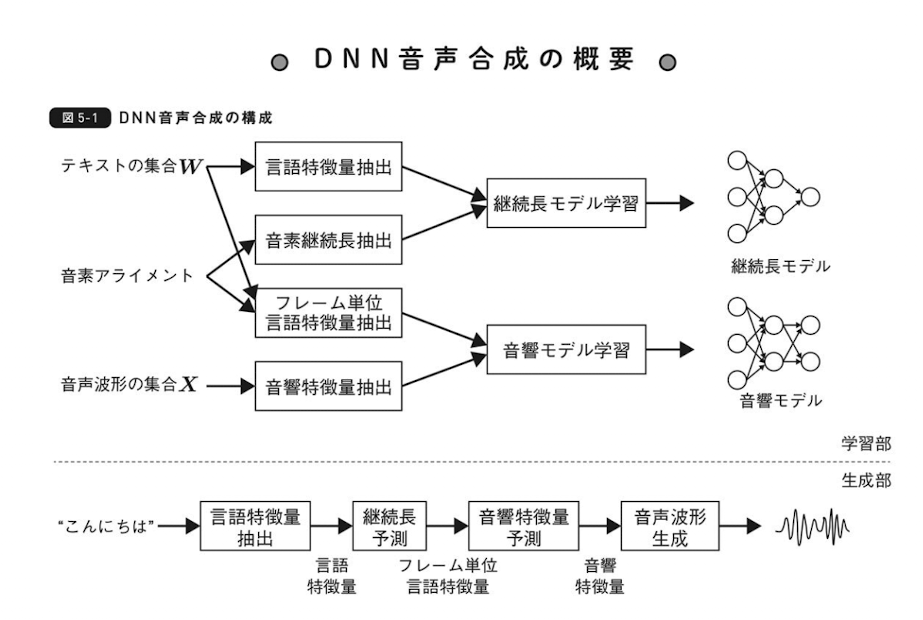 DNN音声合成の概要
図5-1 DNN音声合成の構成
テキストの集合W
言語特徴量抽出
継続長モデル学習
音素継続長抽出
継続長モデル
音素アライメント
フレーム単位
言語特徴量抽出
音響モデル学習
音声波形の集合X
音響特徴量抽出
音響モデル
学習部
生成部
“こんにちは”
言語特徴量
抽出
継続長
予測
音響特徴量
予測
音声波形
生成
言語
特徴量
フレーム単位
言語特徴量
音響
特徴量